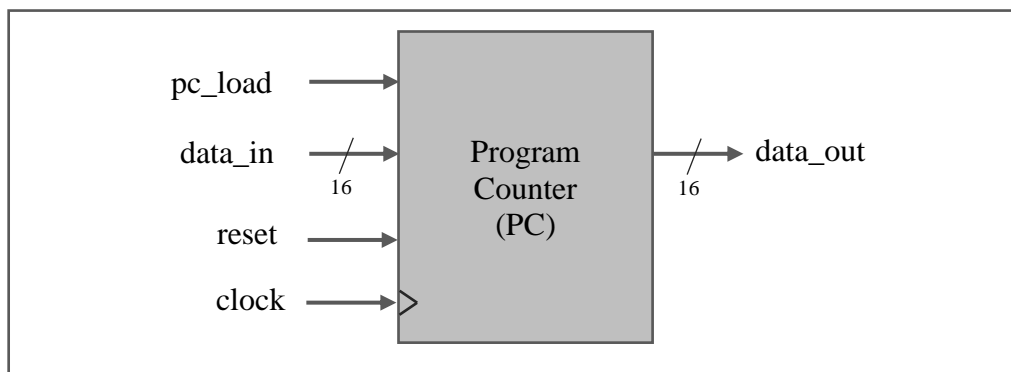 pc_load
data_in
16
reset
clock
Program
Counter
(PC)
16
data_out